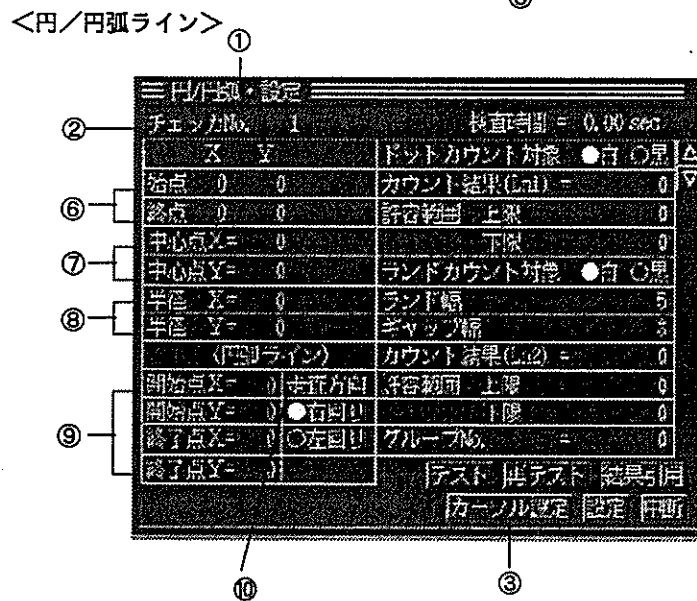 <円/円弧ライン>
①
円/円弧・設定
② チェッカNo. 1 検査時間 = 0.00 sec
X Y ドットカウント対象 ●白 ○黒 △
⑥ 始点 0 0 カウント結果(Ln1) = 0 ▽
終点 0 0 許容範囲 上限 0
⑦ 中心点X= 0 下限 0
中心点Y= 0 ランドカウント対象 ●白 ○黒
⑧ 半径 X= 0 ランド幅 5
半径 Y= 0 ギャップ幅 3
(円弧ライン) カウント結果(Ln2) = 0
⑨ 開始点X= 0 走査方向 許容範囲 上限 0
開始点Y= 0 ●右回り 下限 0
終了点X= 0 ○左回り グループNo. = 0
終了点Y= 0
テスト 再テスト 結果引用
カーソル設定 設定 中断
⑩ ③